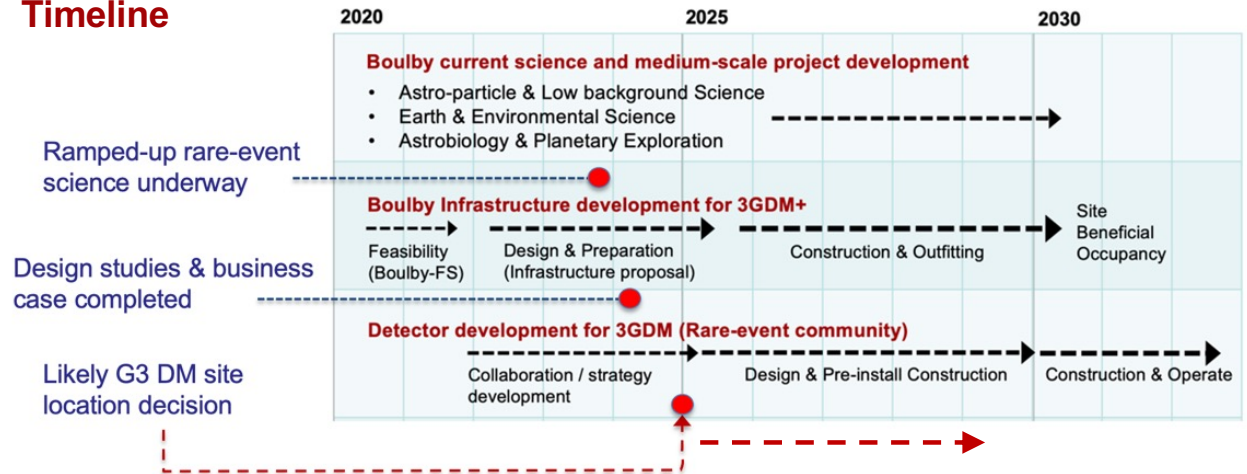 Timeline
2020
2025
2030
Boulby current science and medium-scale project development
• Astro-particle & Low background Science
• Earth & Environmental Science
• Astrobiology & Planetary Exploration
Ramped-up rare-event
science underway
Boulby Infrastructure development for 3GDM+
Feasibility
(Boulby-FS)
Design & Preparation
(Infrastructure proposal)
Construction & Outfitting
Site
Beneficial
Occupancy
Design studies & business
case completed
Detector development for 3GDM (Rare-event community)
Collaboration / strategy
development
Design & Pre-install Construction
Construction & Operate
Likely G3 DM site
location decision